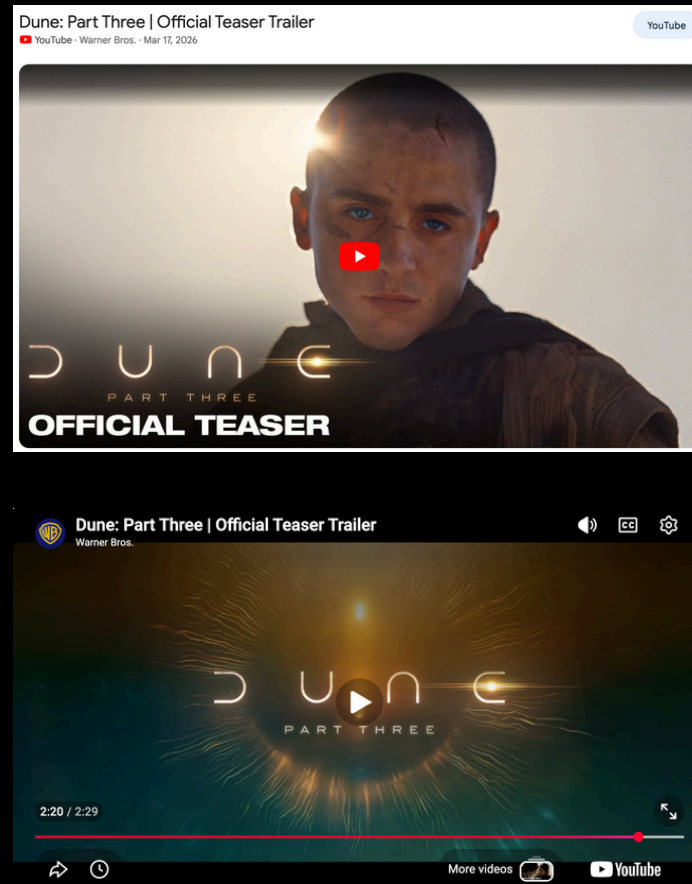 Dune: Part Three | Official Teaser Trailer
YouTube · Warner Bros. · Mar 17, 2026
YouTube
DUNE
PART THREE
OFFICIAL TEASER
WB
Dune: Part Three | Official Teaser Trailer
Warner Bros.
CC
DUNE
PART THREE
2:20 / 2:29
More videos
YouTube